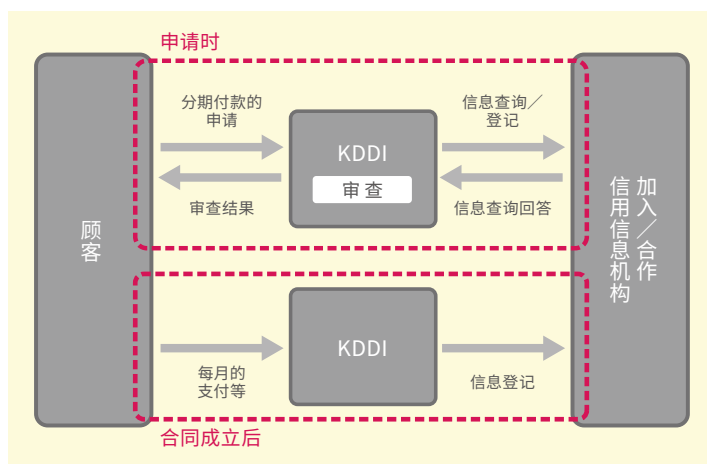 申请时
分期付款的
申请
信息查询／
登记
KDDI
审查
审查结果
信息查询回答
顾客
加入／合作
信用信息机构
KDDI
每月的
支付等
信息登记
合同成立后